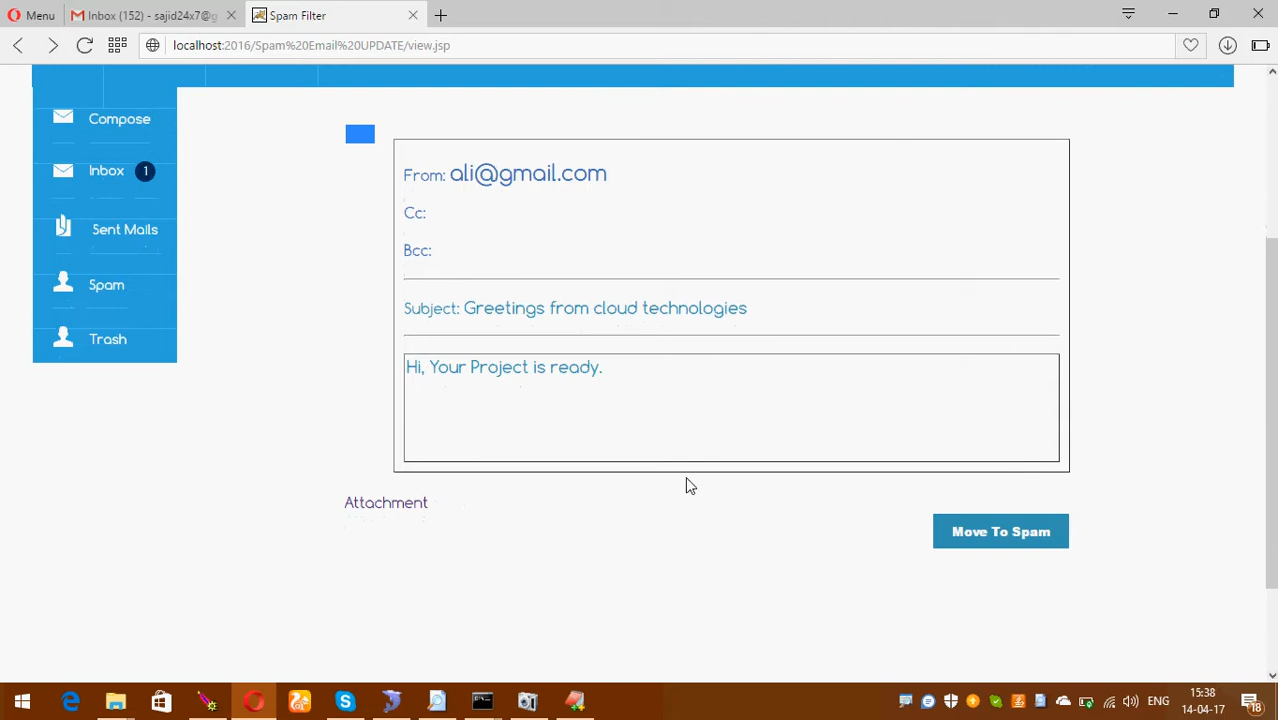 Menu
Inbox (152) - sajid24x7@g
Spam Filter
localhost:2016/Spam%20Email%20UPDATE/view.jsp
Compose
Inbox 1
Sent Mails
Spam
Trash
From: ali@gmail.com
Cc:
Bcc:
Subject: Greetings from cloud technologies
Hi, Your Project is ready.
Attachment
Move To Spam
ENG
15:38
14-04-17
18